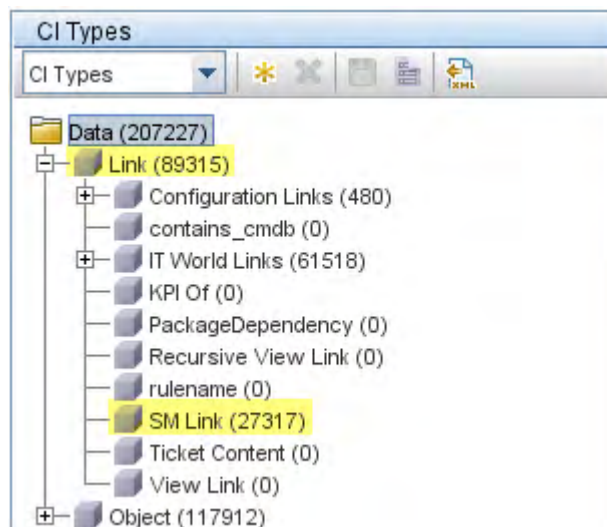 CI Types
CI Types
XML
Data (207227)
Link (89315)
Configuration Links (480)
contains_cmdb (0)
IT World Links (61518)
KPI Of (0)
PackageDependency (0)
Recursive View Link (0)
rulename (0)
SM Link (27317)
Ticket Content (0)
View Link (0)
Object (117912)